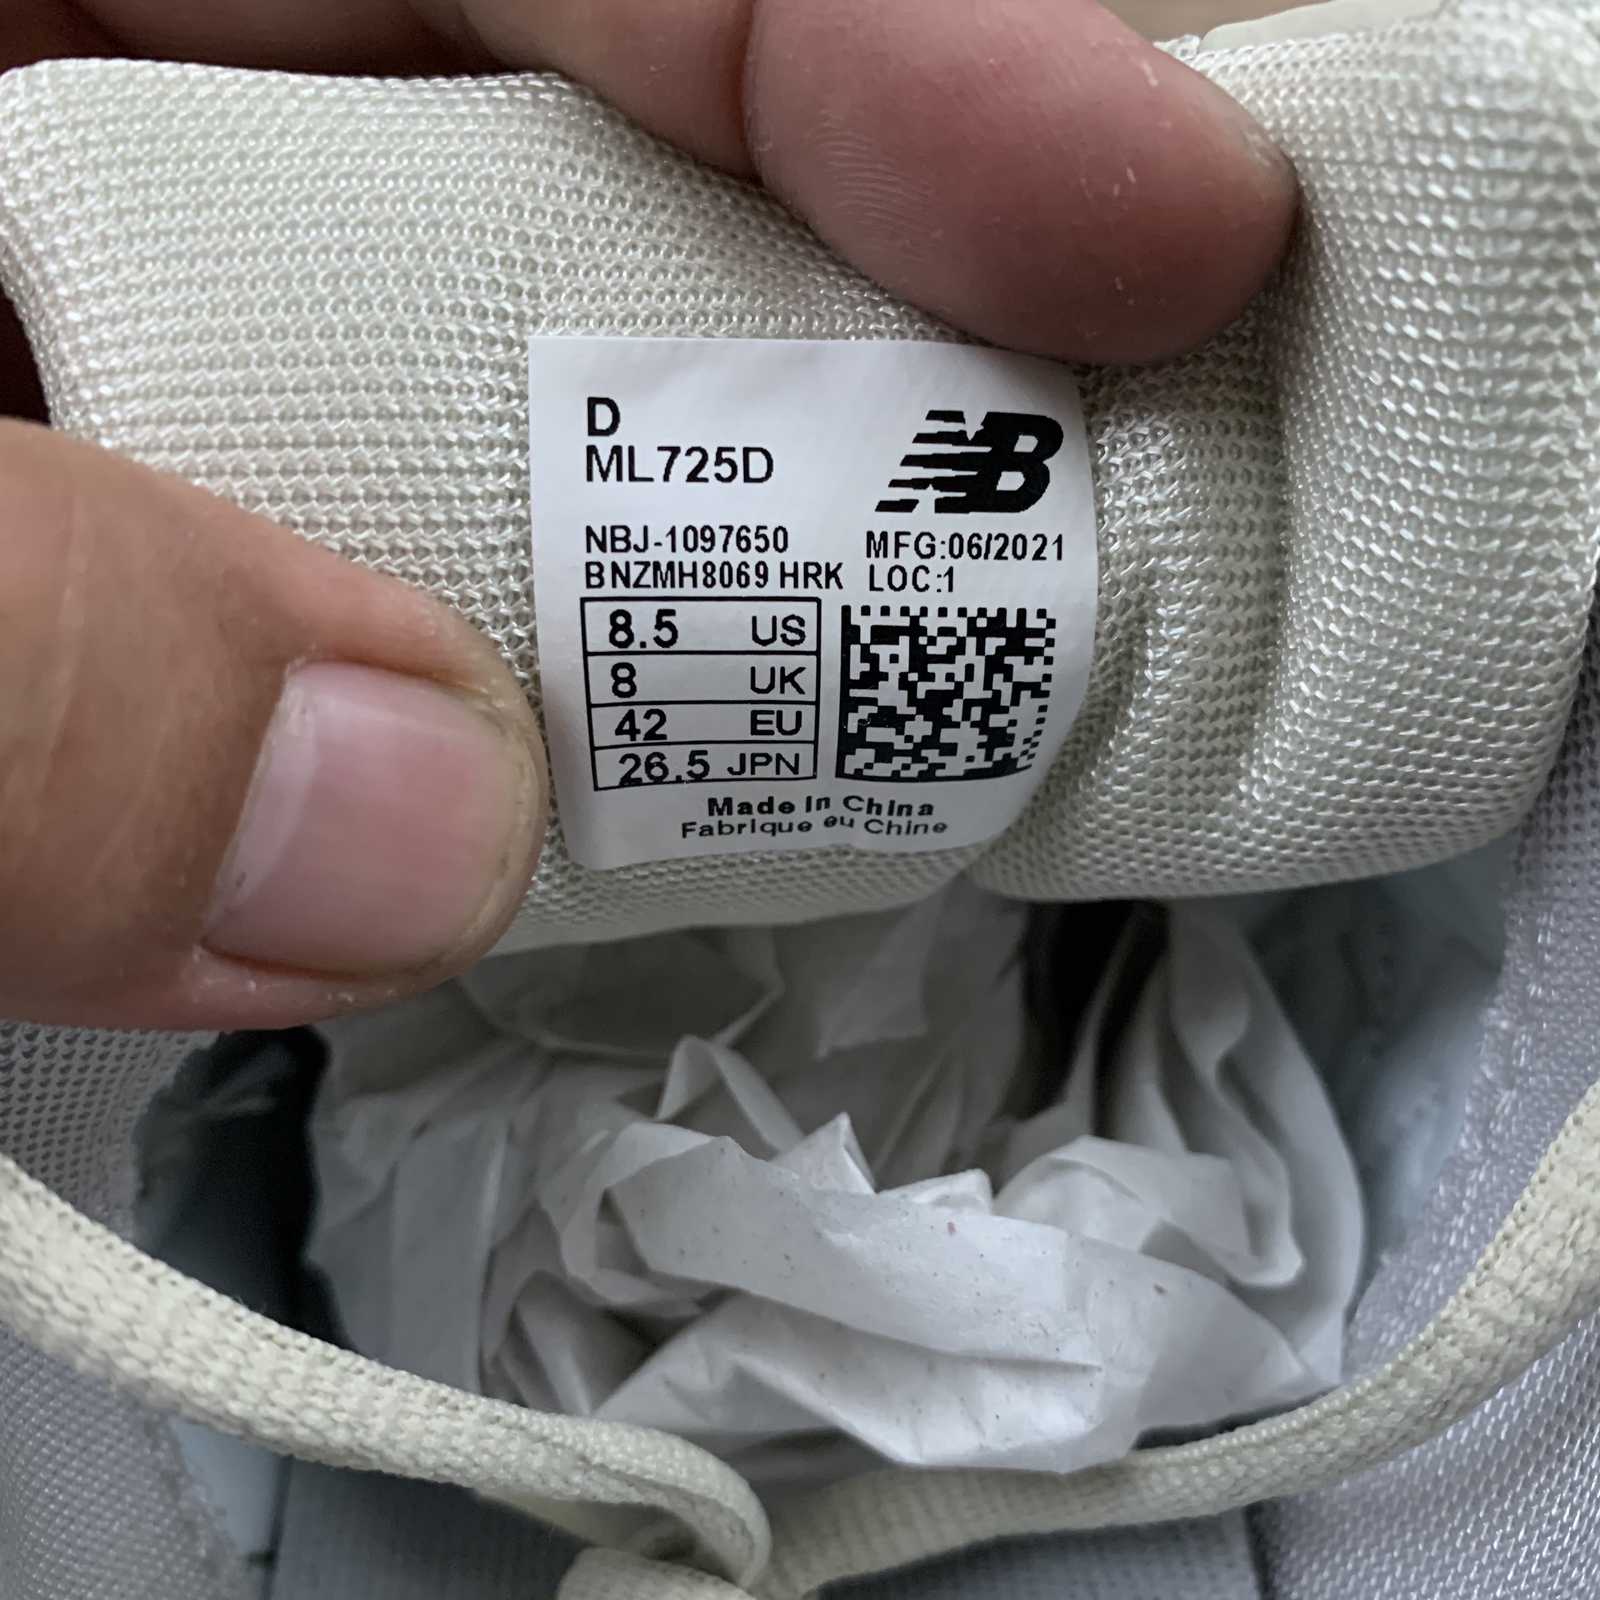 D
ML725D
NB
NBJ-1097650
MFG:06/2021
BNZMH8069 HRK
LOC:1
8.5 US
8 UK
42 EU
26.5 JPN
Made In China
Fabrique eu Chine